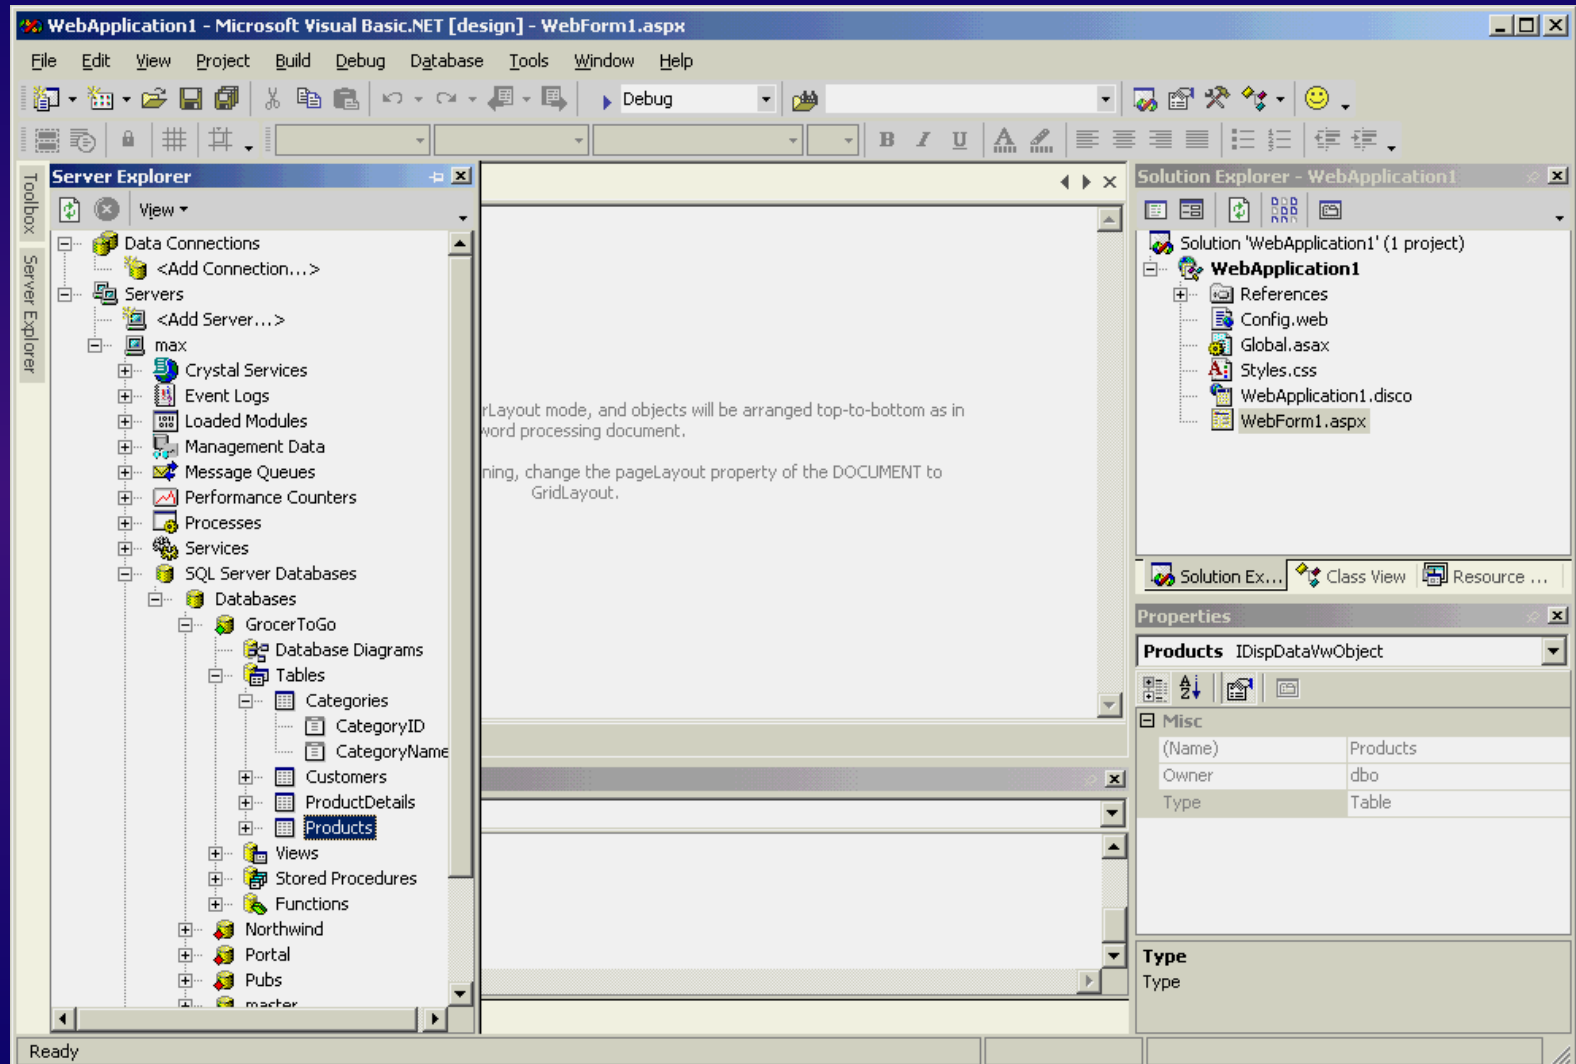 WebApplication1 - Microsoft Visual Basic.NET [design] - WebForm1.aspx
File Edit View Project Build Debug Database Tools Window Help
Debug
B I U A
Toolbox
Server Explorer
Server Explorer
View
Data Connections
<Add Connection...>
Servers
<Add Server...>
max
Crystal Services
Event Logs
Loaded Modules
Management Data
Message Queues
Performance Counters
Processes
Services
SQL Server Databases
Databases
GrocerToGo
Database Diagrams
Tables
Categories
CategoryID
CategoryName
Customers
ProductDetails
Products
Views
Stored Procedures
Functions
Northwind
Portal
Pubs
master
rLayout mode, and objects will be arranged top-to-bottom as in
word processing document.
ning, change the pageLayout property of the DOCUMENT to
GridLayout.
Solution Explorer - WebApplication1
Solution 'WebApplication1' (1 project)
WebApplication1
References
Config.web
Global.asax
Styles.css
WebApplication1.disco
WebForm1.aspx
Solution Ex... Class View Resource ...
Properties
Products IDispDataVwObject
Misc
(Name) Products
Owner dbo
Type Table
Type
Type
Ready